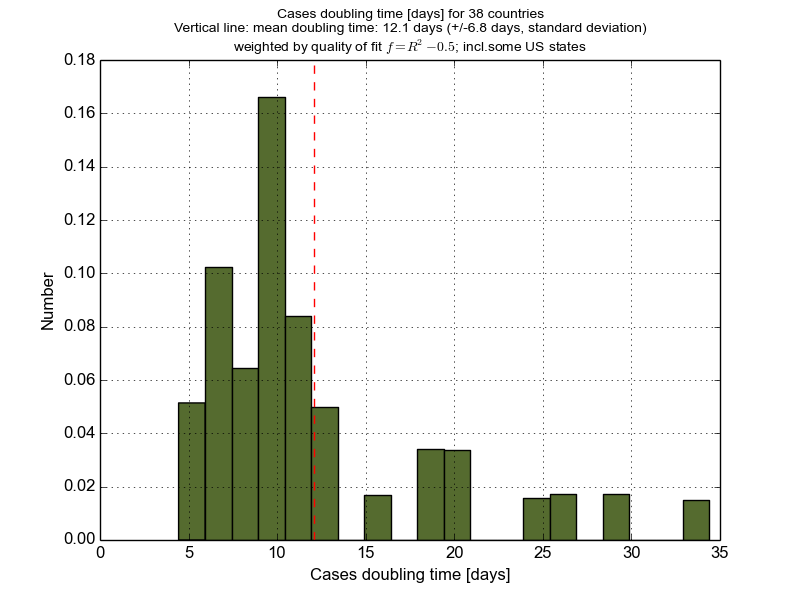 Cases doubling time [days] for 38 countries
Vertical line: mean doubling time: 12.1 days (+/-6.8 days, standard deviation)
weighted by quality of fit f=R² −0.5; incl.some US states
0.18
0.16
0.14
0.12
0.10
0.08
0.06
0.04
0.02
0.00
Number
0 5 10 15 20 25 30 35
Cases doubling time [days]